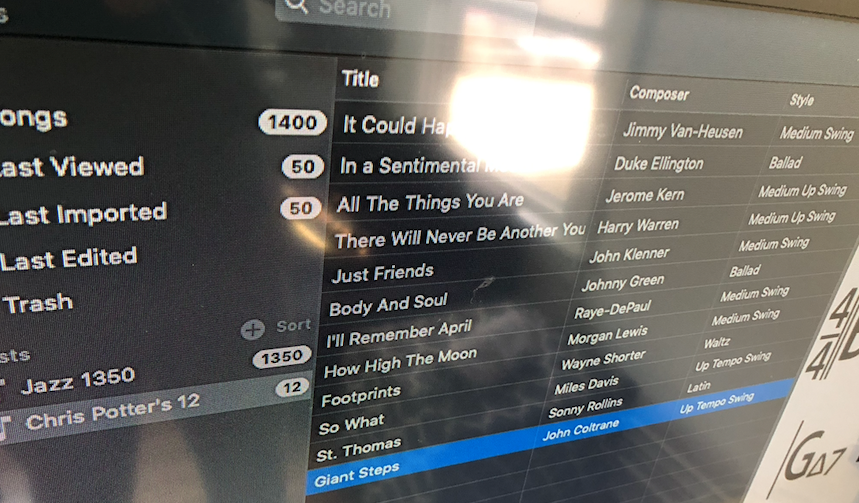 s
Search
Title Composer Style
ongs 1400
ast Viewed 50
Last Imported 50
Last Edited
Trash
Sort
sts 1350
Jazz 1350
Chris Potter's 12 12
It Could Ha Jimmy Van-Heusen Medium Swing
In a Sentimental Duke Ellington Ballad
All The Things You Are Jerome Kern Medium Up Swing
There Will Never Be Another You Harry Warren Medium Up Swing
Just Friends John Klenner Medium Swing
Body And Soul Johnny Green Ballad
I'll Remember April Raye-DePaul Medium Swing
How High The Moon Morgan Lewis Medium Swing
Footprints Wayne Shorter Waltz
So What Miles Davis Up Tempo Swing
St. Thomas Sonny Rollins Latin
Giant Steps John Coltrane Up Tempo Swing
4
4
G△7